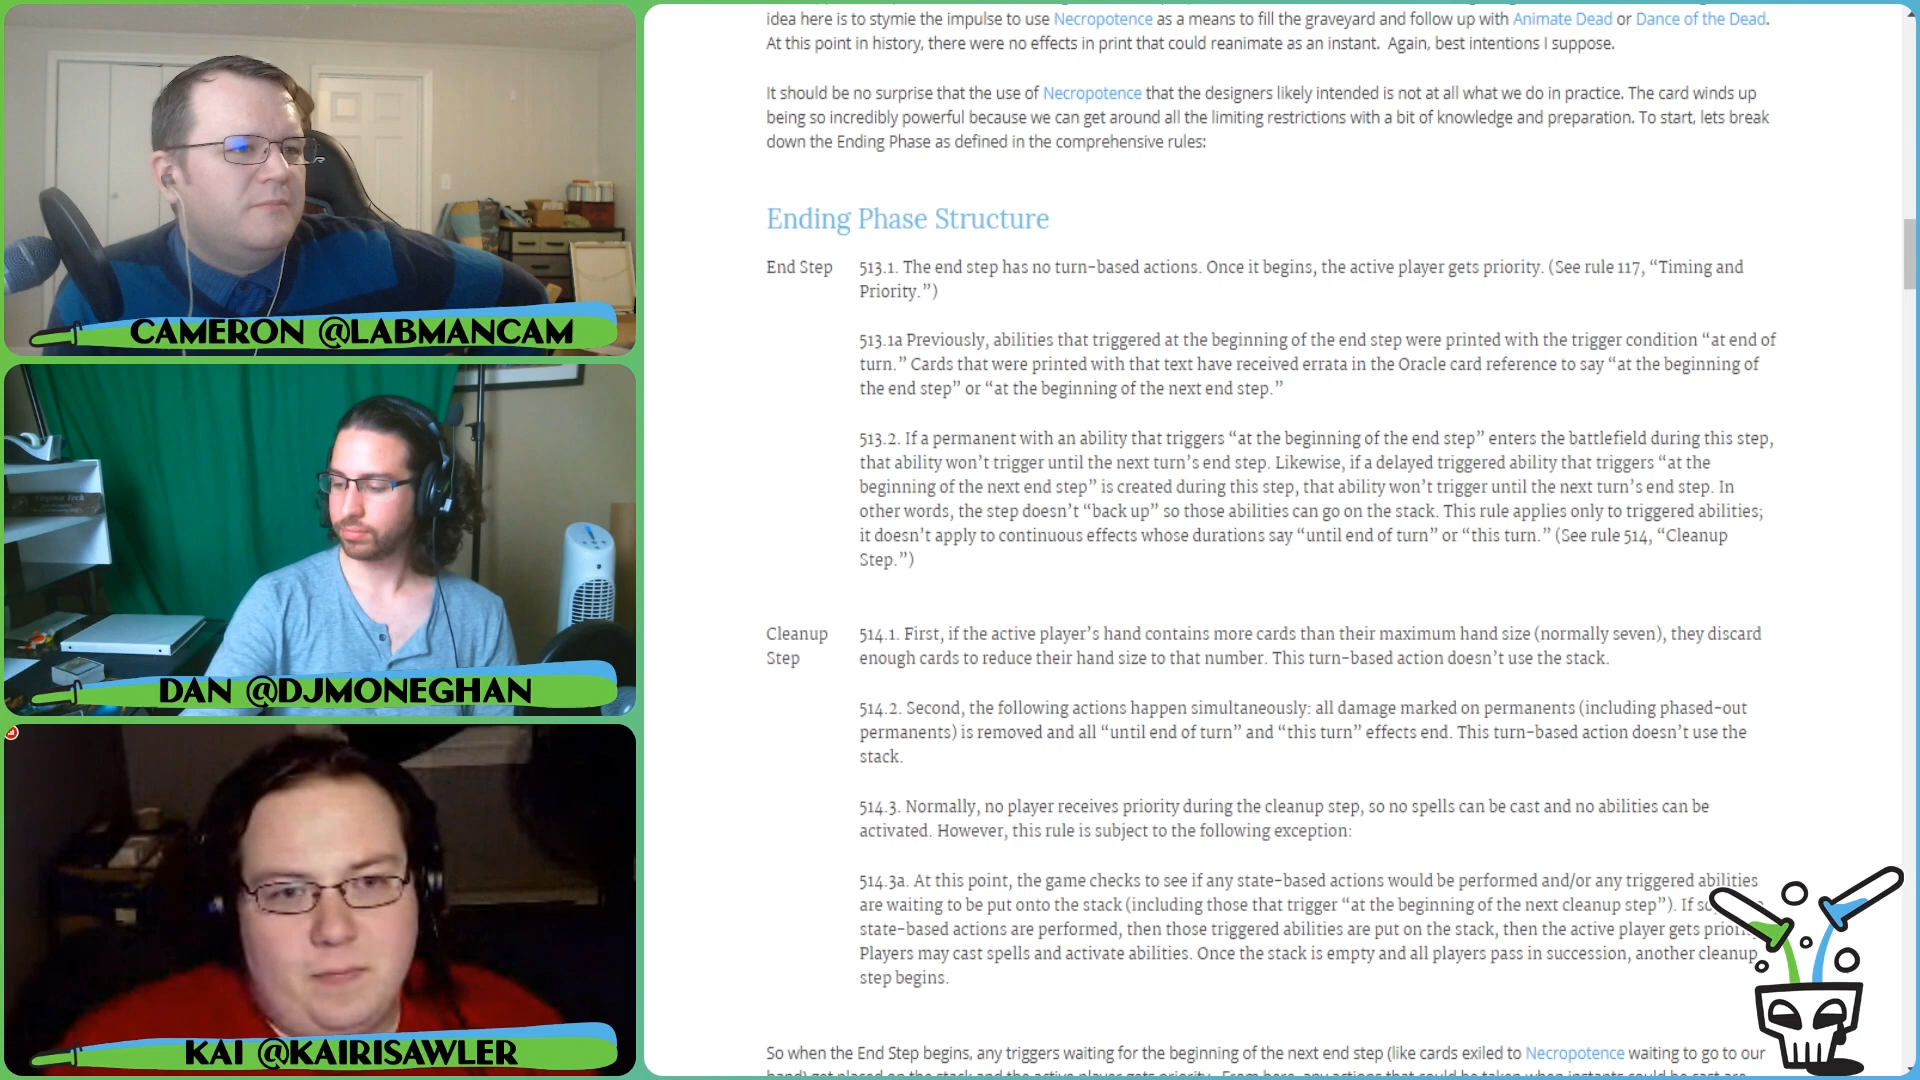 CAMERON @LABMANCAM
DAN @DJMONEGHAN
KAI @KAIRISAWLER
idea here is to stymie the impulse to use Necropotence as a means to fill the graveyard and follow up with Animate Dead or Dance of the Dead.
At this point in history, there were no effects in print that could reanimate as an instant. Again, best intentions I suppose.
It should be no surprise that the use of Necropotence that the designers likely intended is not at all what we do in practice. The card winds up
being so incredibly powerful because we can get around all the limiting restrictions with a bit of knowledge and preparation. To start, lets break
down the Ending Phase as defined in the comprehensive rules:
Ending Phase Structure
End Step
513.1. The end step has no turn-based actions. Once it begins, the active player gets priority. (See rule 117, “Timing and
Priority.”)
513.1a Previously, abilities that triggered at the beginning of the end step were printed with the trigger condition “at end of
turn.” Cards that were printed with that text have received errata in the Oracle card reference to say “at the beginning of
the end step” or “at the beginning of the next end step.”
513.2. If a permanent with an ability that triggers “at the beginning of the end step” enters the battlefield during this step,
that ability won’t trigger until the next turn’s end step. Likewise, if a delayed triggered ability that triggers “at the
beginning of the next end step” is created during this step, that ability won’t trigger until the next turn’s end step. In
other words, the step doesn’t “back up” so those abilities can go on the stack. This rule applies only to triggered abilities;
it doesn’t apply to continuous effects whose durations say “until end of turn” or “this turn.” (See rule 514, “Cleanup
Step.”)
Cleanup
Step
514.1. First, if the active player’s hand contains more cards than their maximum hand size (normally seven), they discard
enough cards to reduce their hand size to that number. This turn-based action doesn’t use the stack.
514.2. Second, the following actions happen simultaneously: all damage marked on permanents (including phased-out
permanents) is removed and all “until end of turn” and “this turn” effects end. This turn-based action doesn’t use the
stack.
514.3. Normally, no player receives priority during the cleanup step, so no spells can be cast and no abilities can be
activated. However, this rule is subject to the following exception:
514.3a. At this point, the game checks to see if any state-based actions would be performed and/or any triggered abilities
are waiting to be put onto the stack (including those that trigger “at the beginning of the next cleanup step”). If
state-based actions are performed, then those triggered abilities are put on the stack, then the active player gets
Players may cast spells and activate abilities. Once the stack is empty and all players pass in succession, another cleanup
step begins.
So when the End Step begins, any triggers waiting for the beginning of the next end step (like cards exiled to Necropotence waiting to go to our